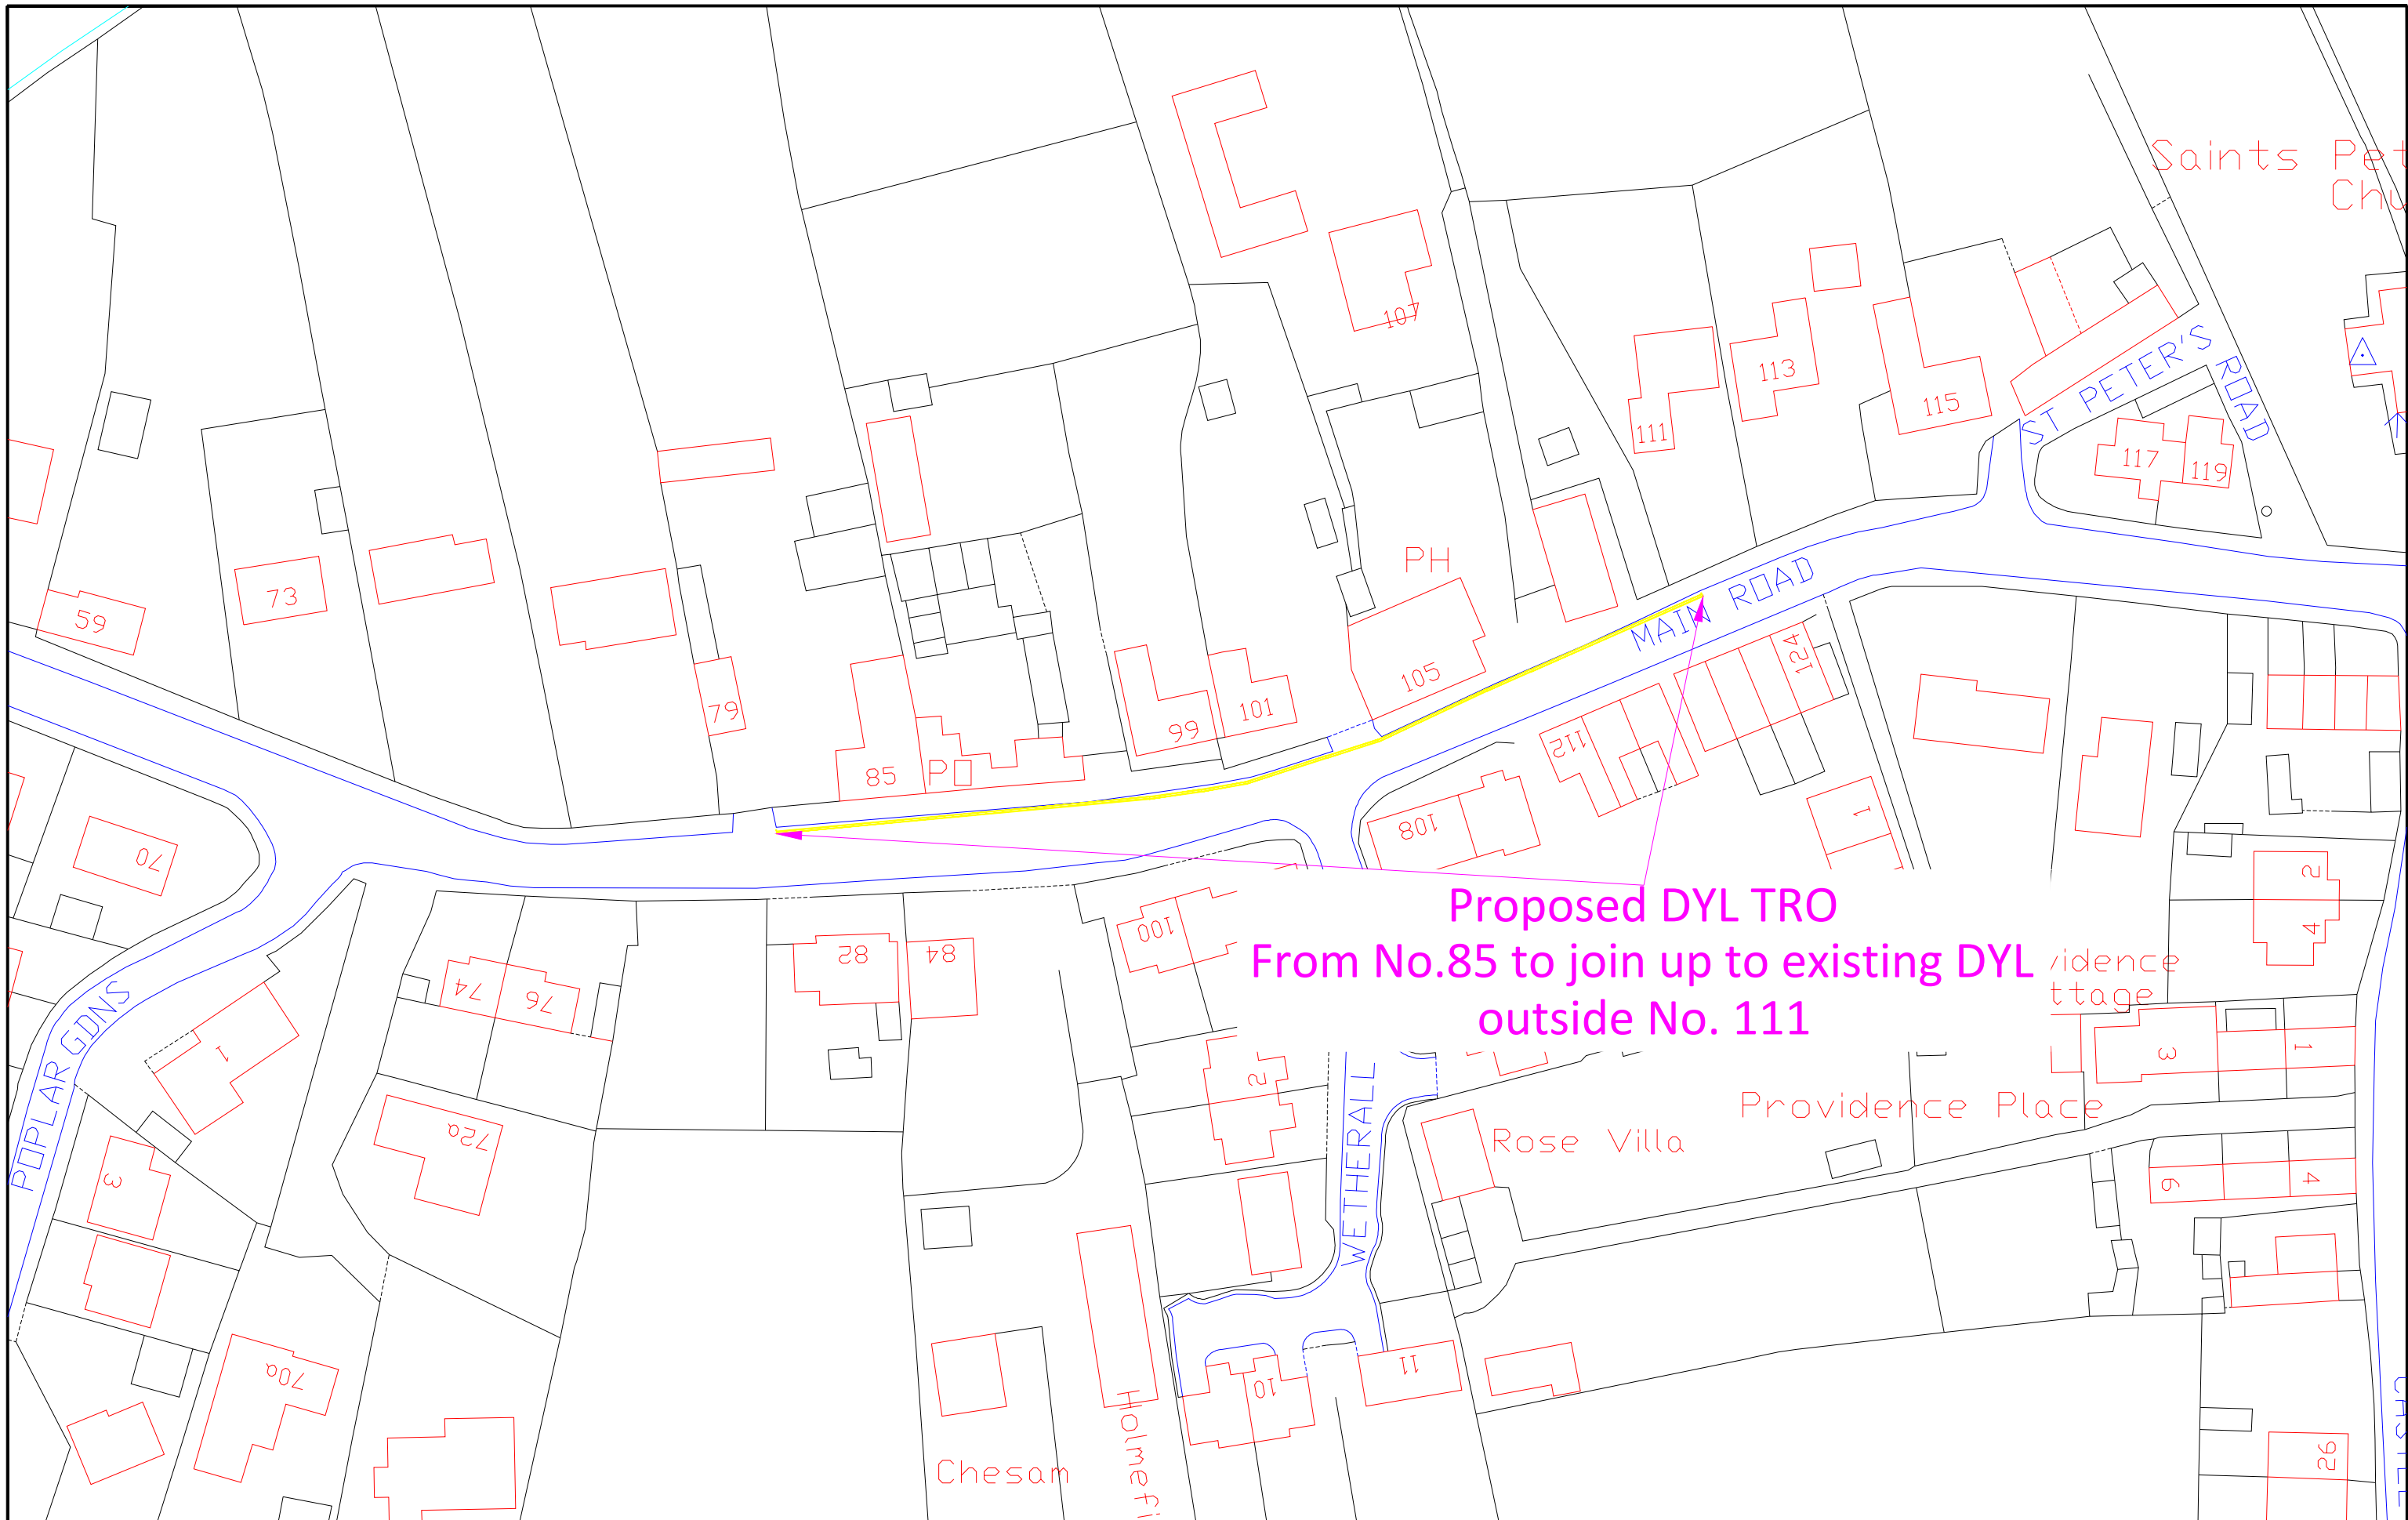 Saints Pet
Chu
107
ST PETER'S
ROAD
113
115
111
117
119
PH
MAIN ROAD
73
59
124
105
79
101
99
112
85
PO
108
1
70
2
4
100
82
84
Proposed DYL TRO
From No.85 to join up to existing DYL
outside No. 111
vidence
ttage
74
76
POPLAR GDNS
1
3
1
2
72a
WETHERALL
Providence Place
Rose Villa
3
6
4
70a
10
11
Holmefi
Chesam
26